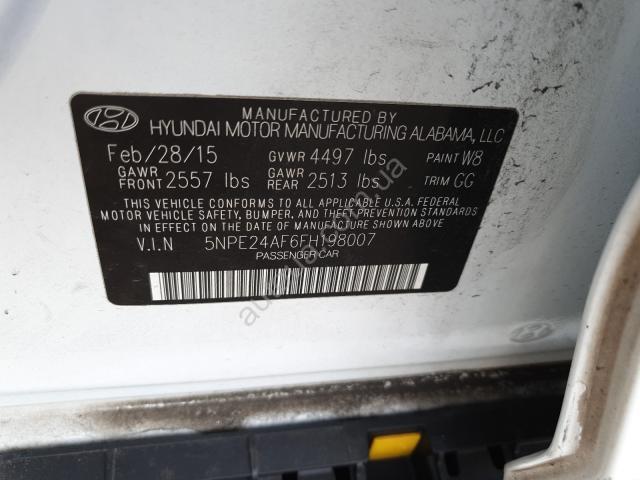 MANUFACTURED BY
HYUNDAI MOTOR MANUFACTURING ALABAMA, LLC
Feb/28/15 GVWR 4497 lbs PAINT W8
GAWR FRONT 2557 lbs GAWR REAR 2513 lbs TRIM GG
THIS VEHICLE CONFORMS TO ALL APPLICABLE U.S.A. FEDERAL
MOTOR VEHICLE SAFETY, BUMPER, AND THEFT PREVENTION STANDARDS
IN EFFECT ON THE DATE OF MANUFACTURE SHOWN ABOVE.
V.I.N 5NPE24AF6FH198007
PASSENGER CAR